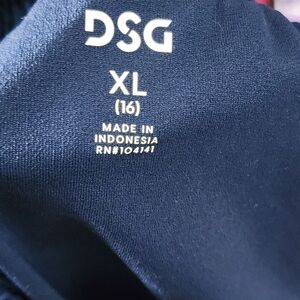 DSG
XL
(16)
MADE IN
INDONESIA
RN#104141